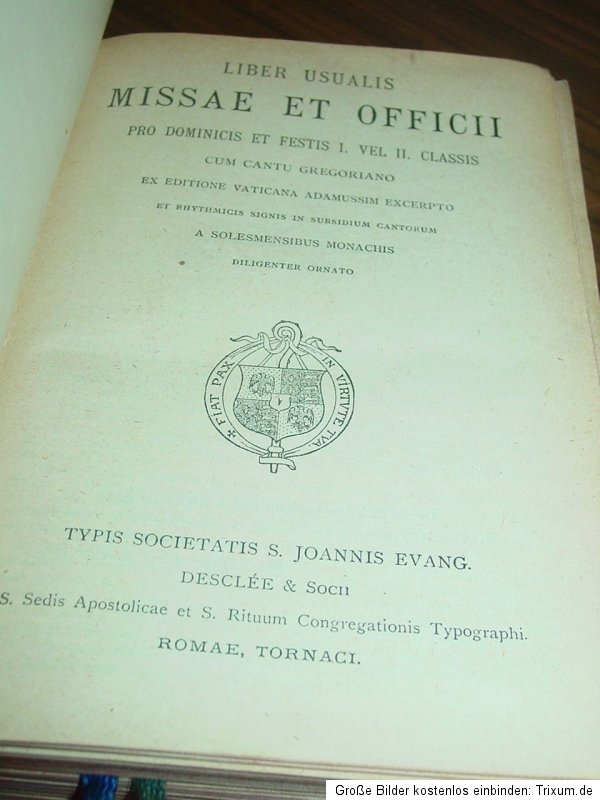 LIBER USUALIS
MISSAE ET OFFICII
PRO DOMINICIS ET FESTIS I. VEL II. CLASSIS
CUM CANTU GREGORIANO
EX EDITIONE VATICANA ADAMUSSIM EXCERPTO
ET RHYTHMICIS SIGNIS IN SUBSIDIUM CANTORUM
A SOLESMENSIBUS MONACHIS
DILIGENTER ORNATO
✠ FIAT PAX IN VIRTVTE TVA.
TYPIS SOCIETATIS S. JOANNIS EVANG.
DESCLÉE & SOCII
S. Sedis Apostolicae et S. Rituum Congregationis Typographi.
ROMAE, TORNACI.
Große Bilder kostenlos einbinden: Trixum.de